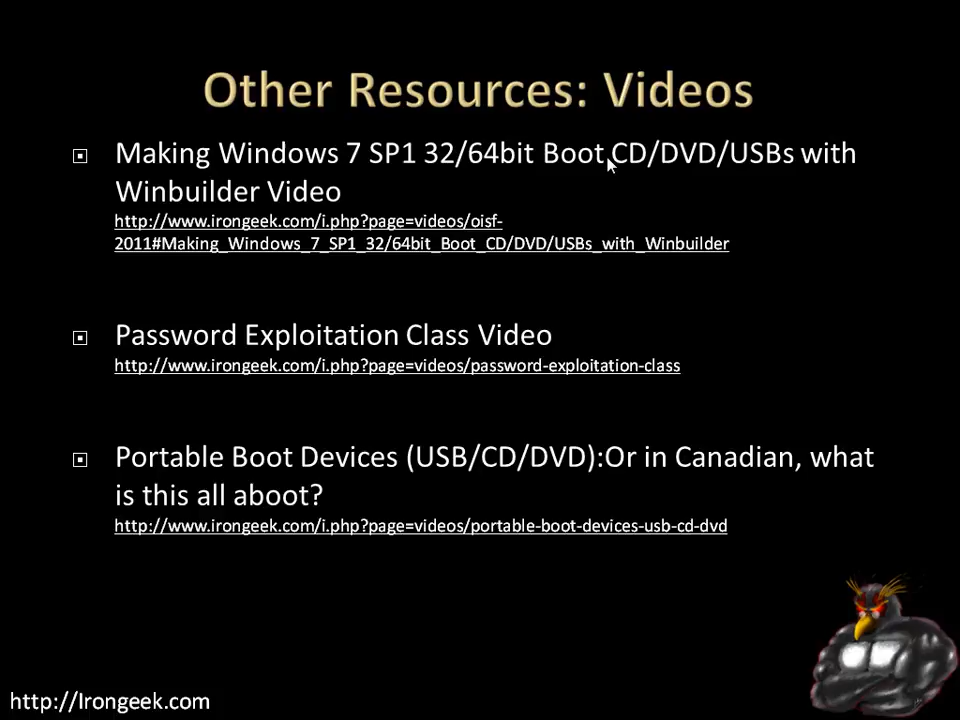 Other Resources: Videos
Making Windows 7 SP1 32/64bit Boot CD/DVD/USBs with
Winbuilder Video
http://www.irongeek.com/i.php?page=videos/oisf-
2011#Making_Windows_7_SP1_32/64bit_Boot_CD/DVD/USBs_with_Winbuilder
Password Exploitation Class Video
http://www.irongeek.com/i.php?page=videos/password-exploitation-class
Portable Boot Devices (USB/CD/DVD):Or in Canadian, what
is this all aboot?
http://www.irongeek.com/i.php?page=videos/portable-boot-devices-usb-cd-dvd
http://Irongeek.com